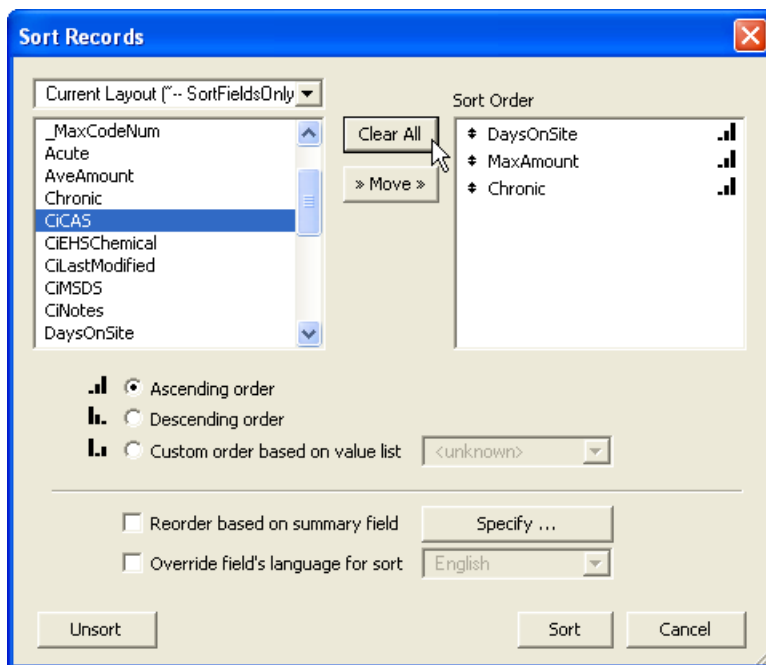 Sort Records
Current Layout ("-- SortFieldsOnly
Sort Order
_MaxCodeNum
Acute
AveAmount
Chronic
CiCAS
CiEHSChemical
CiLastModified
CiMSDS
CiNotes
DaysOnSite
Clear All
» Move »
DaysOnSite
MaxAmount
Chronic
Ascending order
Descending order
Custom order based on value list <unknown>
Reorder based on summary field Specify ...
Override field's language for sort English
Unsort Sort Cancel